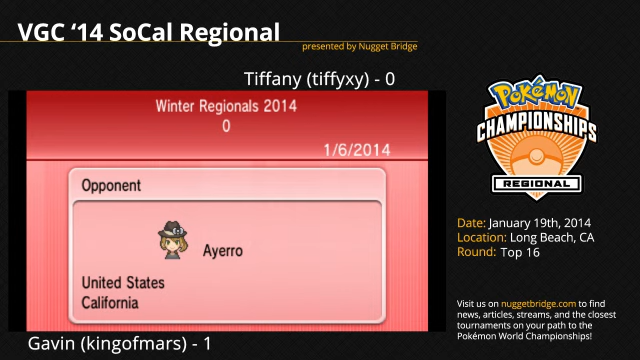 VGC ‘14 SoCal Regional
presented by Nugget Bridge
Tiffany (tiffyxy) - 0
Winter Regionals 2014
0
1/6/2014
Opponent
Ayerro
United States
California
Gavin (kingofmars) - 1
Pokémon
CHAMPIONSHIPS
REGIONAL
Date: January 19th, 2014
Location: Long Beach, CA
Round: Top 16
Visit us on nuggetbridge.com to find
news, articles, streams, and the closest
tournaments on your path to the
Pokémon World Championships!